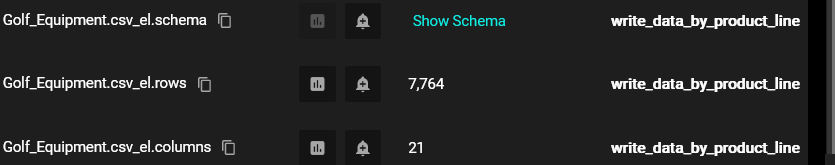 Golf_Equipment.csv_el.schema Show Schema write_data_by_product_line
Golf_Equipment.csv_el.rows 7,764 write_data_by_product_line
Golf_Equipment.csv_el.columns 21 write_data_by_product_line